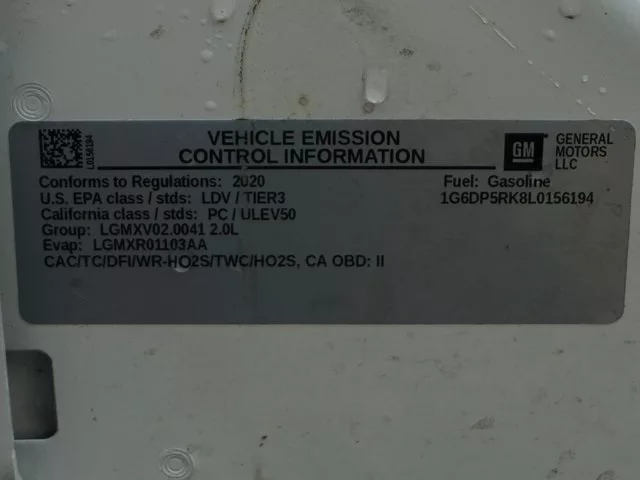 L0156194
VEHICLE EMISSION
CONTROL INFORMATION
GM
GENERAL
MOTORS
LLC
Conforms to Regulations: 2020
Fuel: Gasoline
U.S. EPA class / stds: LDV / TIER3
1G6DP5RK8L0156194
California class / stds: PC / ULEV50
Group: LGMXV02.0041 2.0L
Evap: LGMXR01103AA
CAC/TC/DFI/WR-HO2S/TWC/HO2S, CA OBD: II